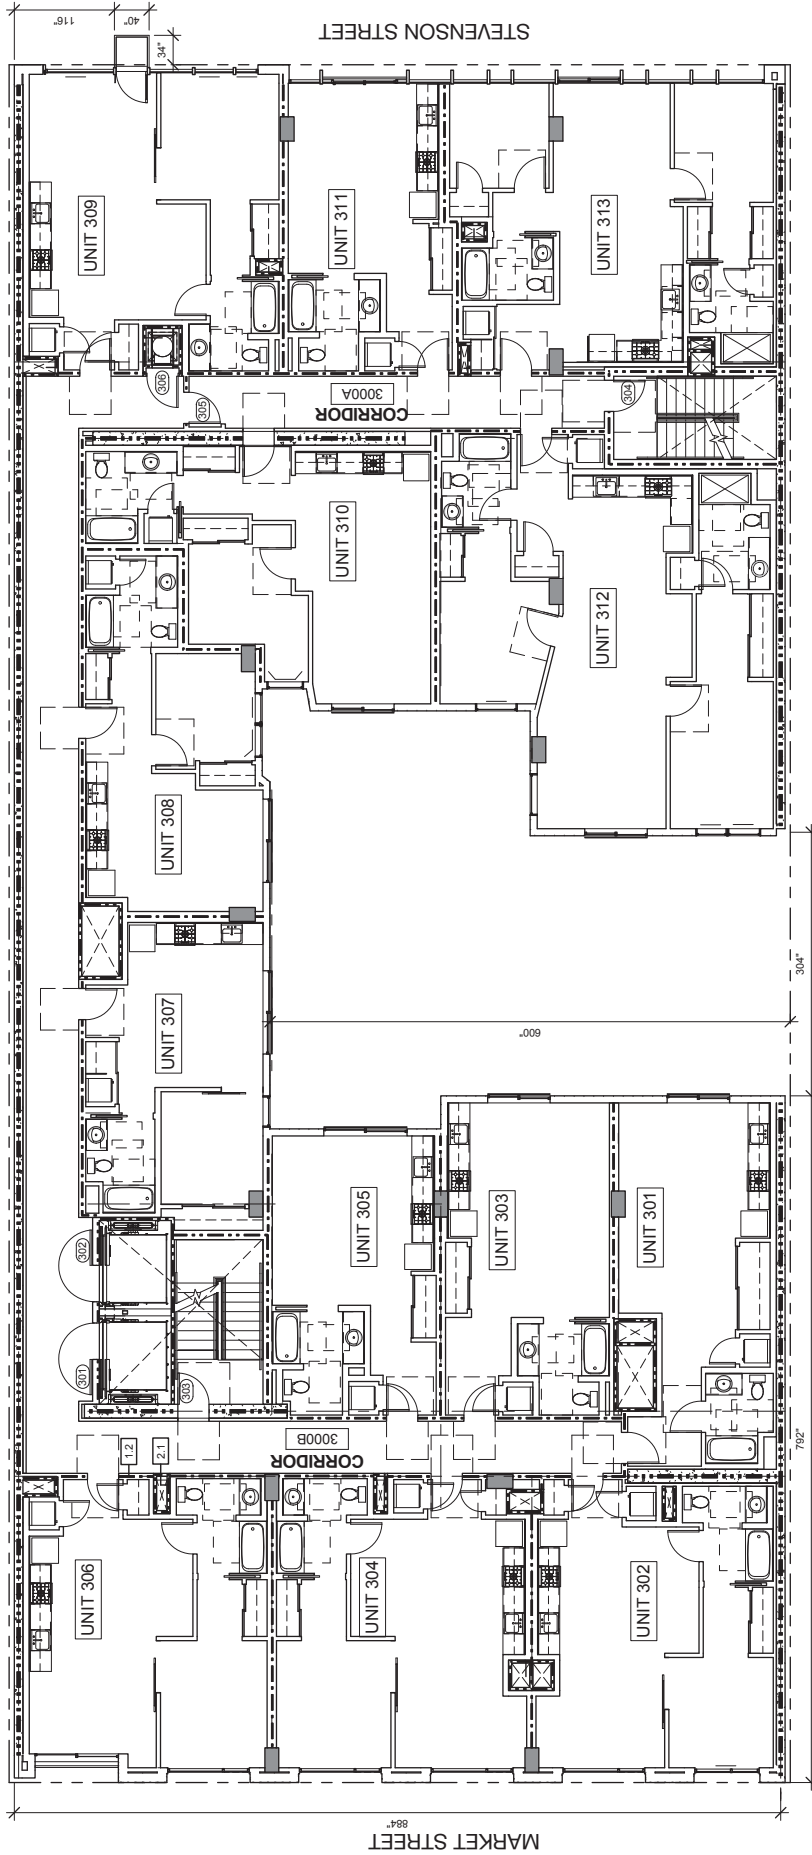 STEVENSON STREET
116"
40"
34"
UNIT 309
UNIT 311
UNIT 313
306
305
3000A
CORRIDOR
304
UNIT 310
UNIT 312
UNIT 308
UNIT 307
304"
600"
UNIT 305
UNIT 303
UNIT 301
302
301
303
3000B
CORRIDOR
1.2
2.1
792"
UNIT 306
UNIT 304
UNIT 302
884"
MARKET STREET